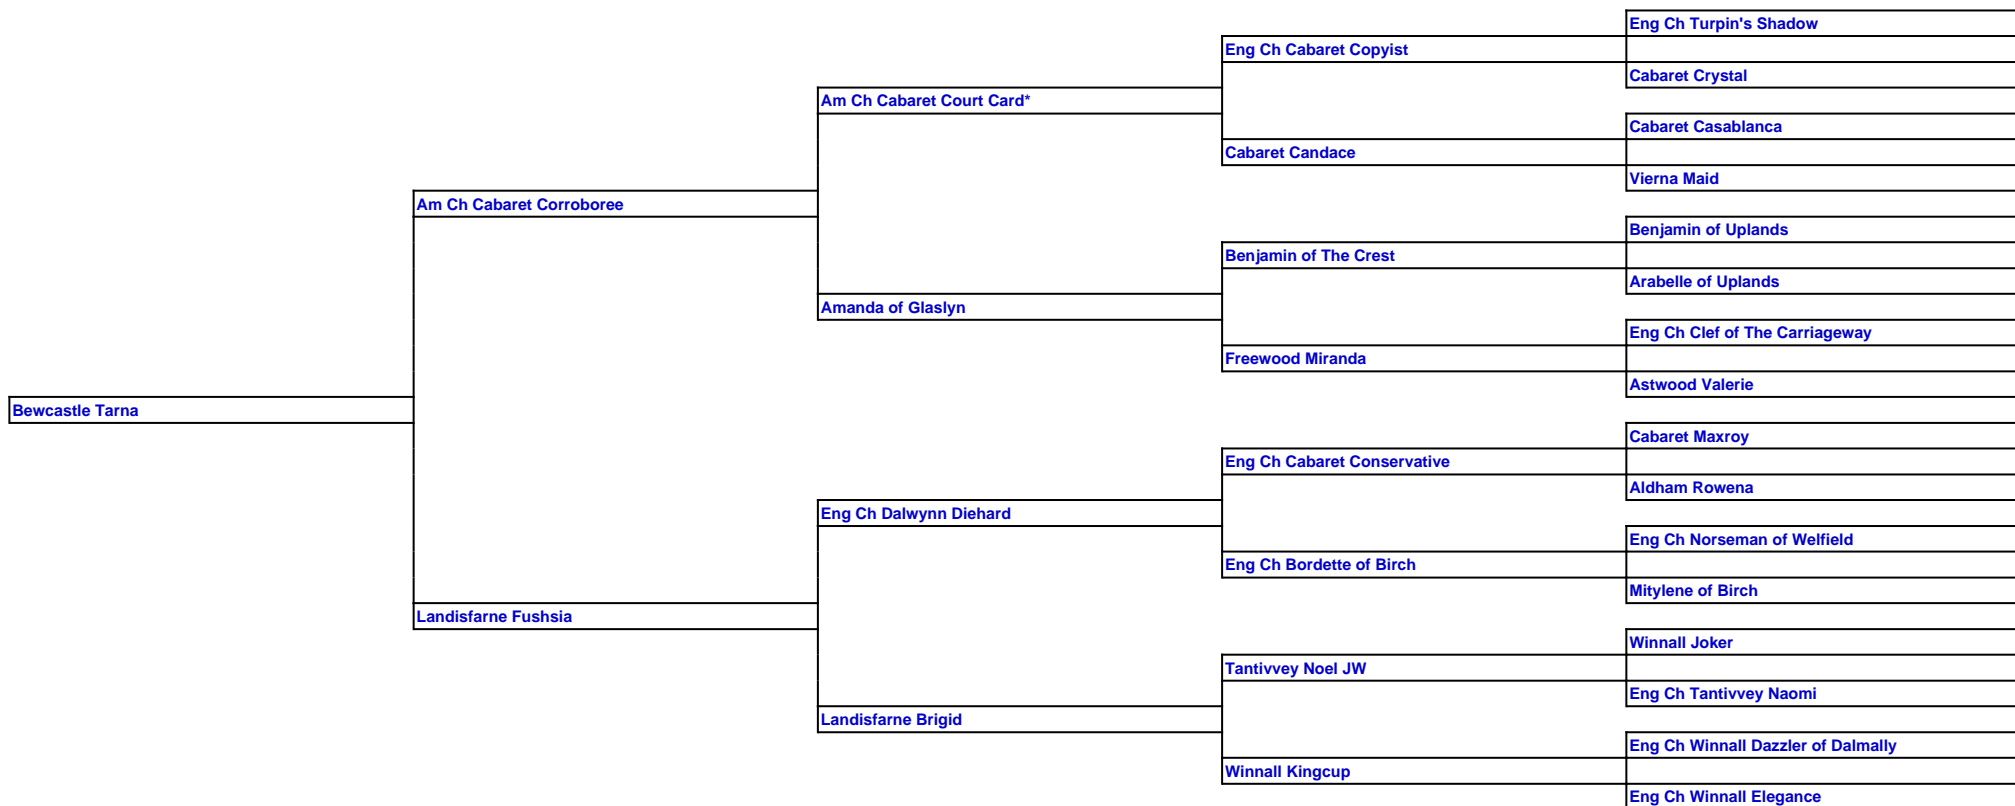 Eng Ch Turpin's Shadow
Eng Ch Cabaret Copyist
Cabaret Crystal
Am Ch Cabaret Court Card*
Cabaret Casablanca
Cabaret Candace
Vierna Maid
Am Ch Cabaret Corroboree
Benjamin of Uplands
Benjamin of The Crest
Arabelle of Uplands
Amanda of Glaslyn
Eng Ch Clef of The Carriageway
Freewood Miranda
Astwood Valerie
Bewcastle Tarna
Cabaret Maxroy
Eng Ch Cabaret Conservative
Aldham Rowena
Eng Ch Dalwynn Diehard
Eng Ch Norseman of Welfield
Eng Ch Bordette of Birch
Mitylene of Birch
Landisfarne Fushsia
Winnall Joker
Tantivvey Noel JW
Eng Ch Tantivvey Naomi
Landisfarne Brigid
Eng Ch Winnall Dazzler of Dalmally
Winnall Kingcup
Eng Ch Winnall Elegance